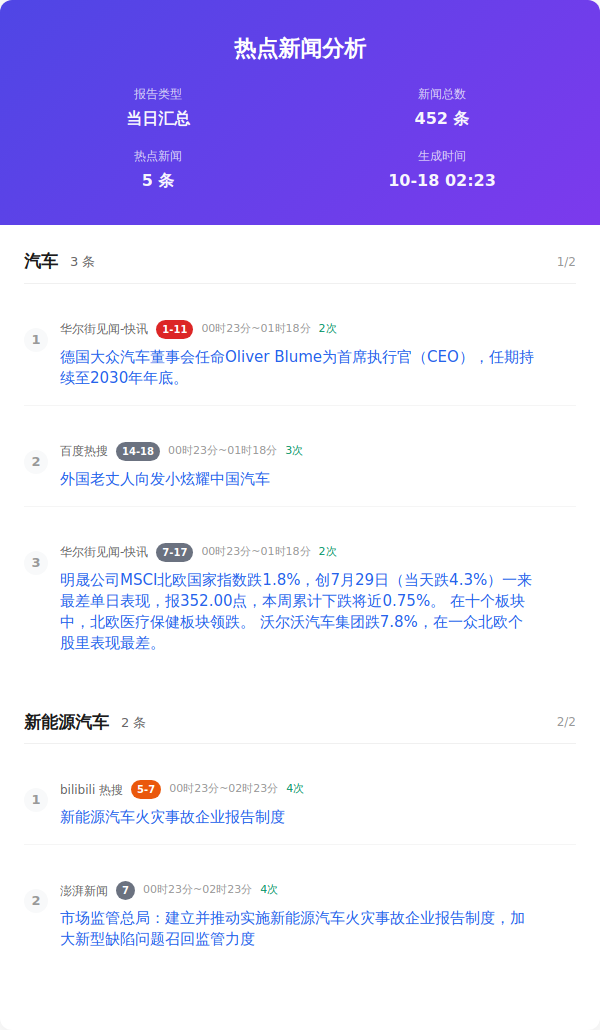 热点新闻分析
报告类型
新闻总数
当日汇总
452 条
热点新闻
生成时间
5 条
10-18 02:23
汽车 3 条 1/2
1
华尔街见闻-快讯 1-11 00时23分~01时18分 2次
德国大众汽车董事会任命Oliver Blume为首席执行官（CEO），任期持
续至2030年年底。
2
百度热搜 14-18 00时23分~01时18分 3次
外国老丈人向发小炫耀中国汽车
3
华尔街见闻-快讯 7-17 00时23分~01时18分 2次
明晟公司MSCI北欧国家指数跌1.8%，创7月29日（当天跌4.3%）一来
最差单日表现，报352.00点，本周累计下跌将近0.75%。 在十个板块
中，北欧医疗保健板块领跌。 沃尔沃汽车集团跌7.8%，在一众北欧个
股里表现最差。
新能源汽车 2 条 2/2
1
bilibili 热搜 5-7 00时23分~02时23分 4次
新能源汽车火灾事故企业报告制度
2
澎湃新闻 7 00时23分~02时23分 4次
市场监管总局：建立并推动实施新能源汽车火灾事故企业报告制度，加
大新型缺陷问题召回监管力度